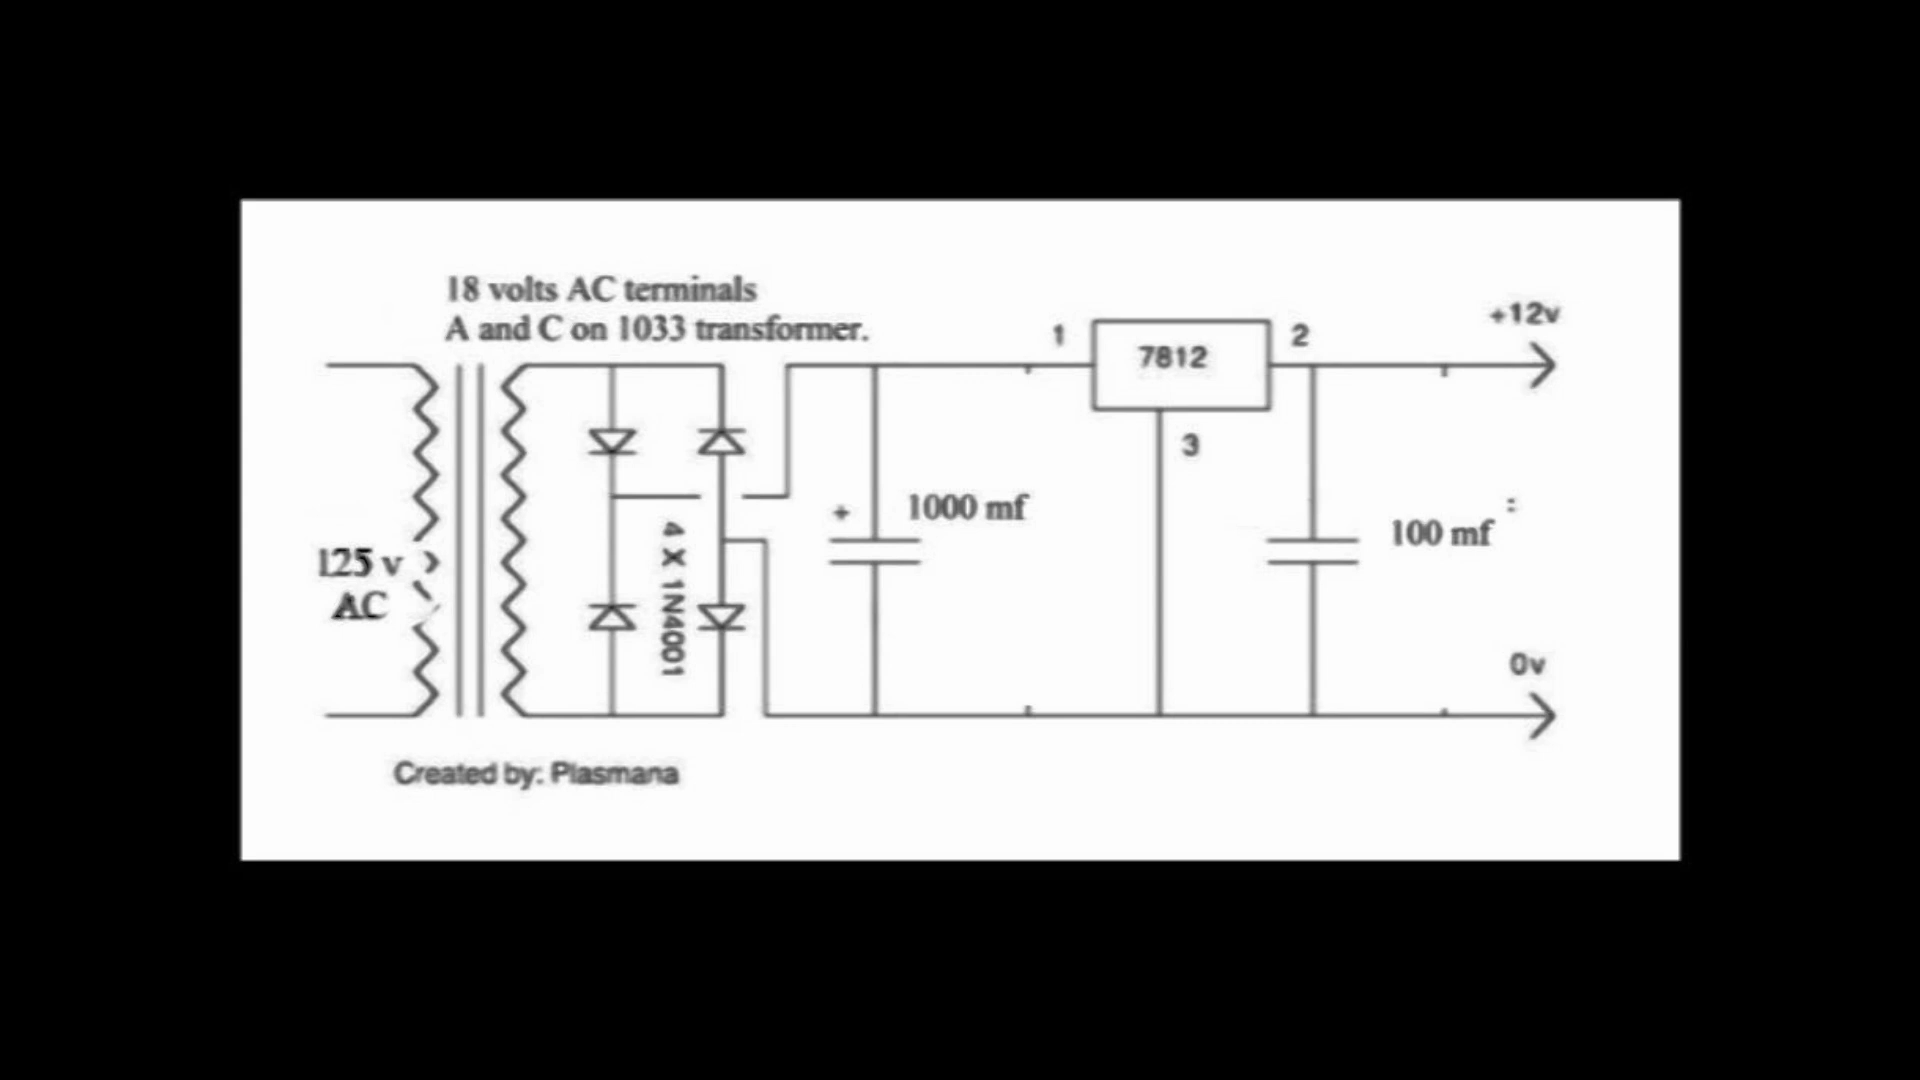 18 volts AC terminals
A and C on 1033 transformer.
1
7812
2
+12v
3
+
1000 mf
100 mf
125 v
AC
4 X 1N4001
0v
Created by: Plasmana